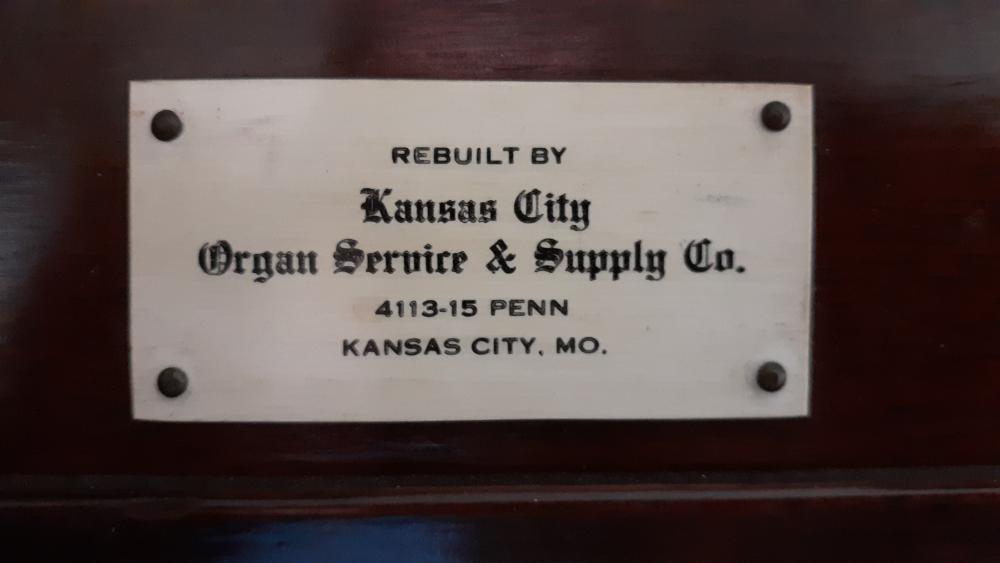 REBUILT BY
Kansas City
Organ Service & Supply Co.
4113-15 PENN
KANSAS CITY, MO.